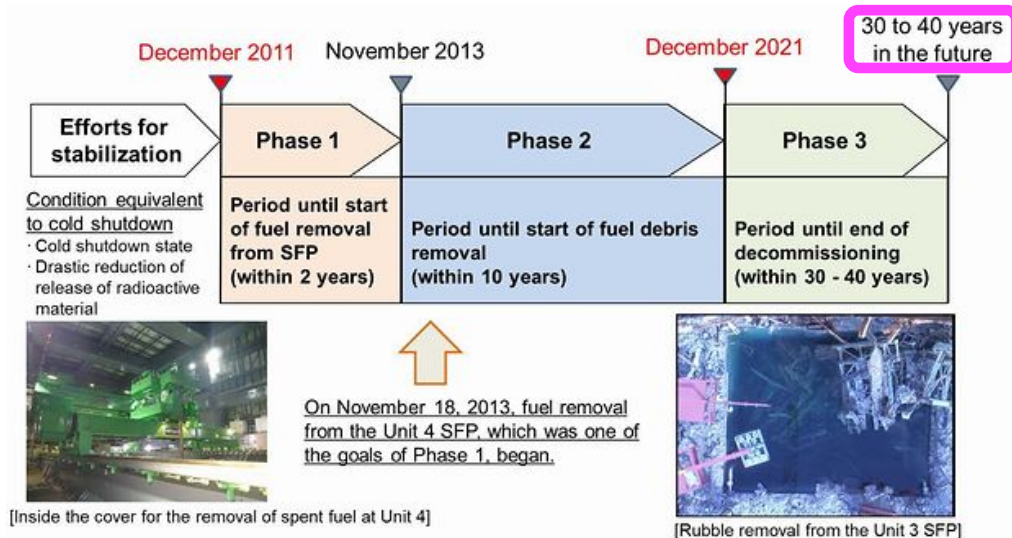 December 2011
November 2013
December 2021
30 to 40 years
in the future
Efforts for
stabilization
Phase 1
Phase 2
Phase 3
Condition equivalent
to cold shutdown
· Cold shutdown state
· Drastic reduction of
release of radioactive
material
Period until start
of fuel removal
from SFP
(within 2 years)
Period until start of fuel debris
removal
(within 10 years)
Period until end of
decommissioning
(within 30 - 40 years)
On November 18, 2013, fuel removal
from the Unit 4 SFP, which was one of
the goals of Phase 1, began.
[Inside the cover for the removal of spent fuel at Unit 4]
[Rubble removal from the Unit 3 SFP]